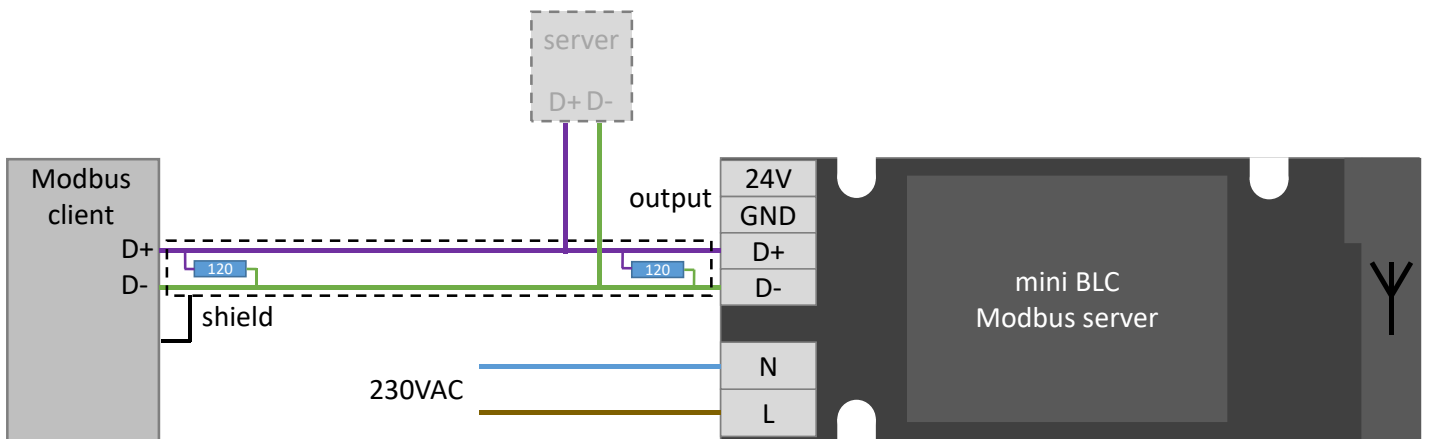 server
D+ D-
Modbus
client
D+
D-
120
120
shield
output
24V
GND
D+
D-
N
L
230VAC
mini BLC
Modbus server